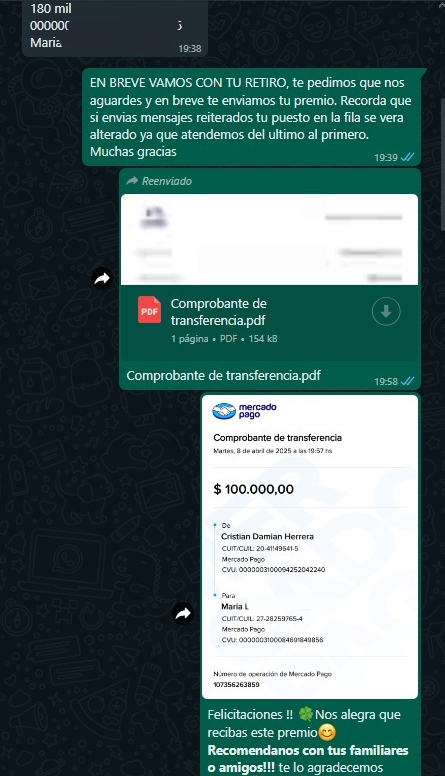 180 mil
00000(
5
Maria
19:38
EN BREVE VAMOS CON TU RETIRO, te pedimos que nos
aguardes y en breve te enviamos tu premio. Recorda que
si envias mensajes reiterados tu puesto en la fila se vera
alterado ya que atendemos del ultimo al primero.
Muchas gracias
19:39
Reenviado
PDF
Comprobante de
transferencia.pdf
1 página • PDF • 154 kB
Comprobante de transferencia.pdf
19:58
mercado
pago
Comprobante de transferencia
Martes, 8 de abril de 2025 a las 19:57 hs
$ 100.000,00
De
Cristian Damian Herrera
CUIT/CUIL: 20-41149641-5
Mercado Pago
CVU: 0000003100094252042240
Para
Maria L
CUIT/CUIL: 27-28259765-4
Mercado Pago
CVU: 0000003100084691849856
Número de operación de Mercado Pago
107356263859
Felicitaciones !! 🍀Nos alegra que
recibas este premio😊
Recomendanos con tus familiares
o amigos!!! te lo agradecemos